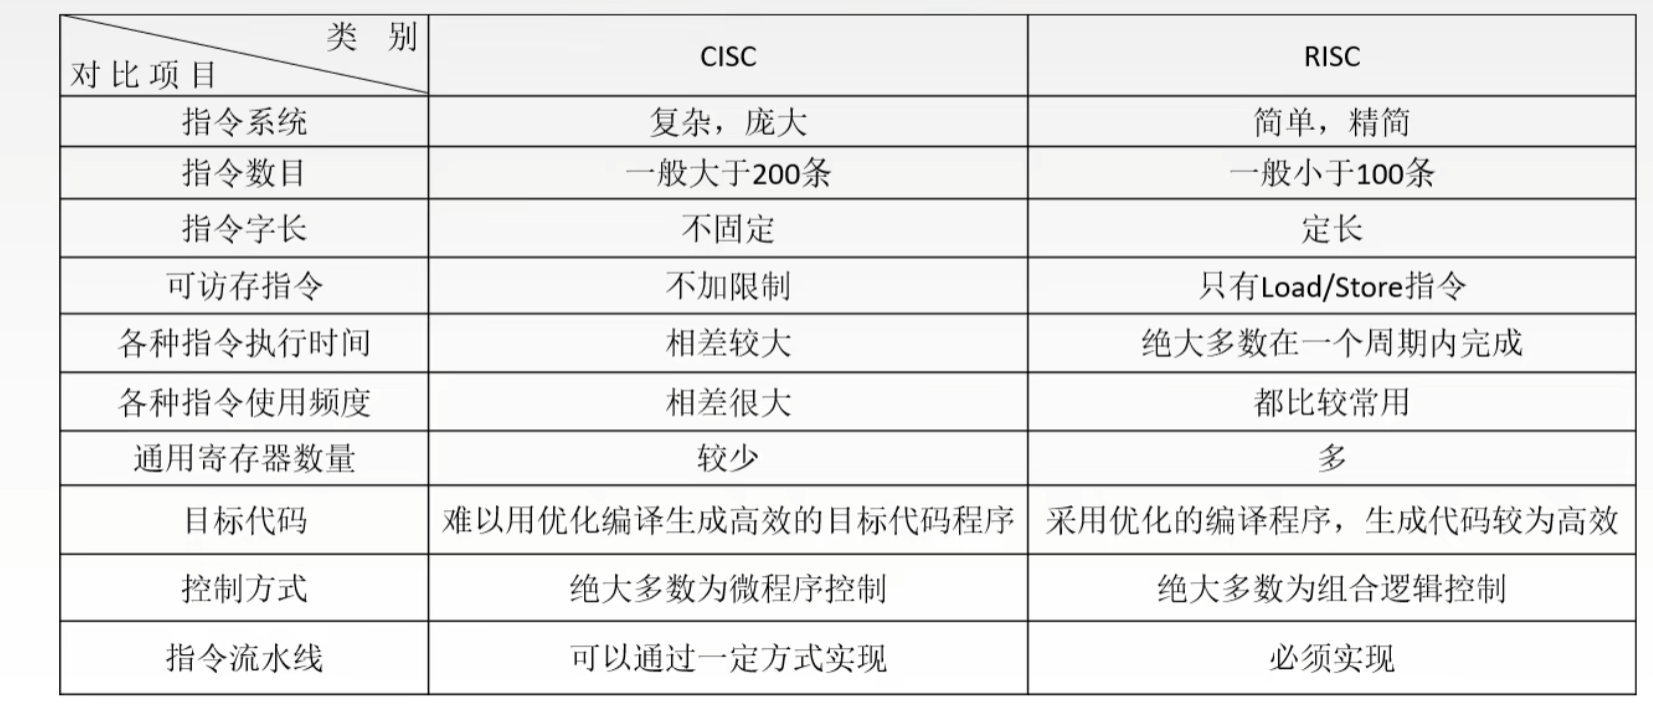 类 别
对比项目
CISC
RISC
指令系统
复杂，庞大
简单，精简
指令数目
一般大于200条
一般小于100条
指令字长
不固定
定长
可访存指令
不加限制
只有Load/Store指令
各种指令执行时间
相差较大
绝大多数在一个周期内完成
各种指令使用频度
相差很大
都比较常用
通用寄存器数量
较少
多
目标代码
难以用优化编译生成高效的目标代码程序
采用优化的编译程序，生成代码较为高效
控制方式
绝大多数为微程序控制
绝大多数为组合逻辑控制
指令流水线
可以通过一定方式实现
必须实现